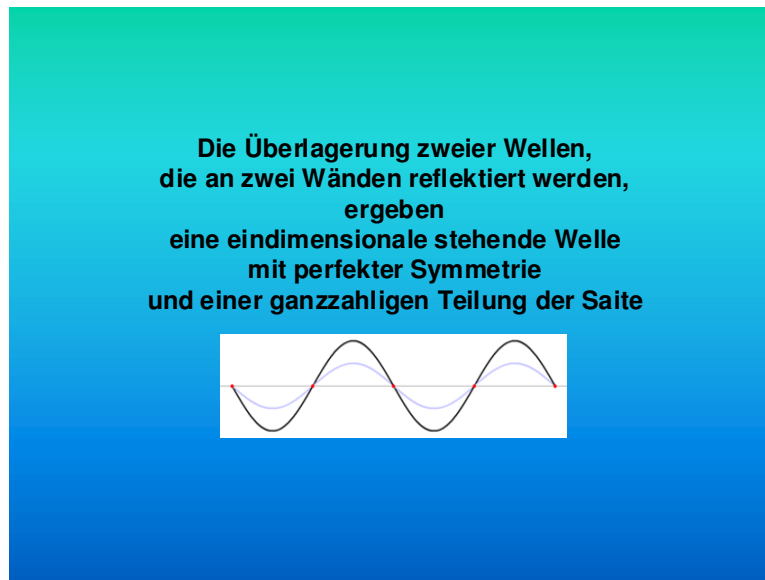 Die Überlagerung zweier Wellen,
die an zwei Wänden reflektiert werden,
ergeben
eine eindimensionale stehende Welle
mit perfekter Symmetrie
und einer ganzzahligen Teilung der Saite